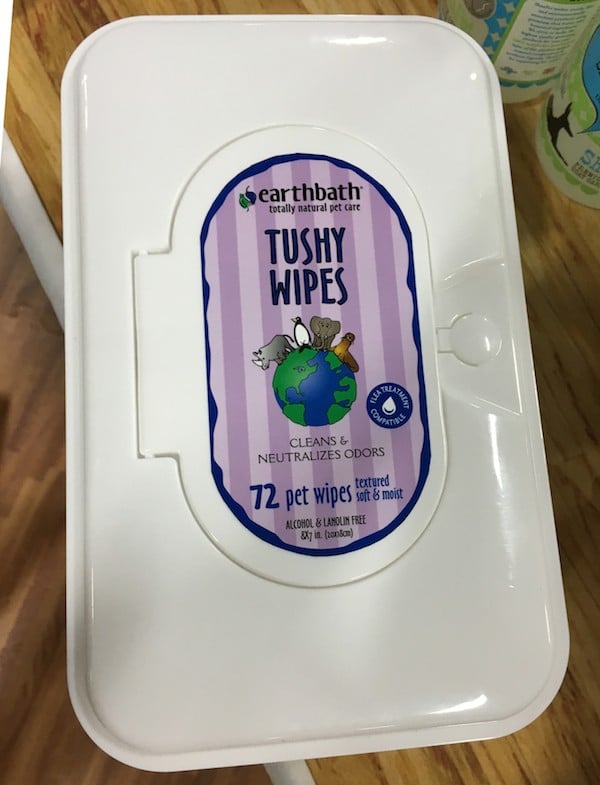 earthbath®
totally natural pet care
TUSHY
WIPES
FLEA TREATMENT
COMPATIBLE
CLEANS &
NEUTRALIZES ODORS
72 pet wipes textured
soft & moist
ALCOHOL & LANOLIN FREE
8X7 in. (20x18cm)